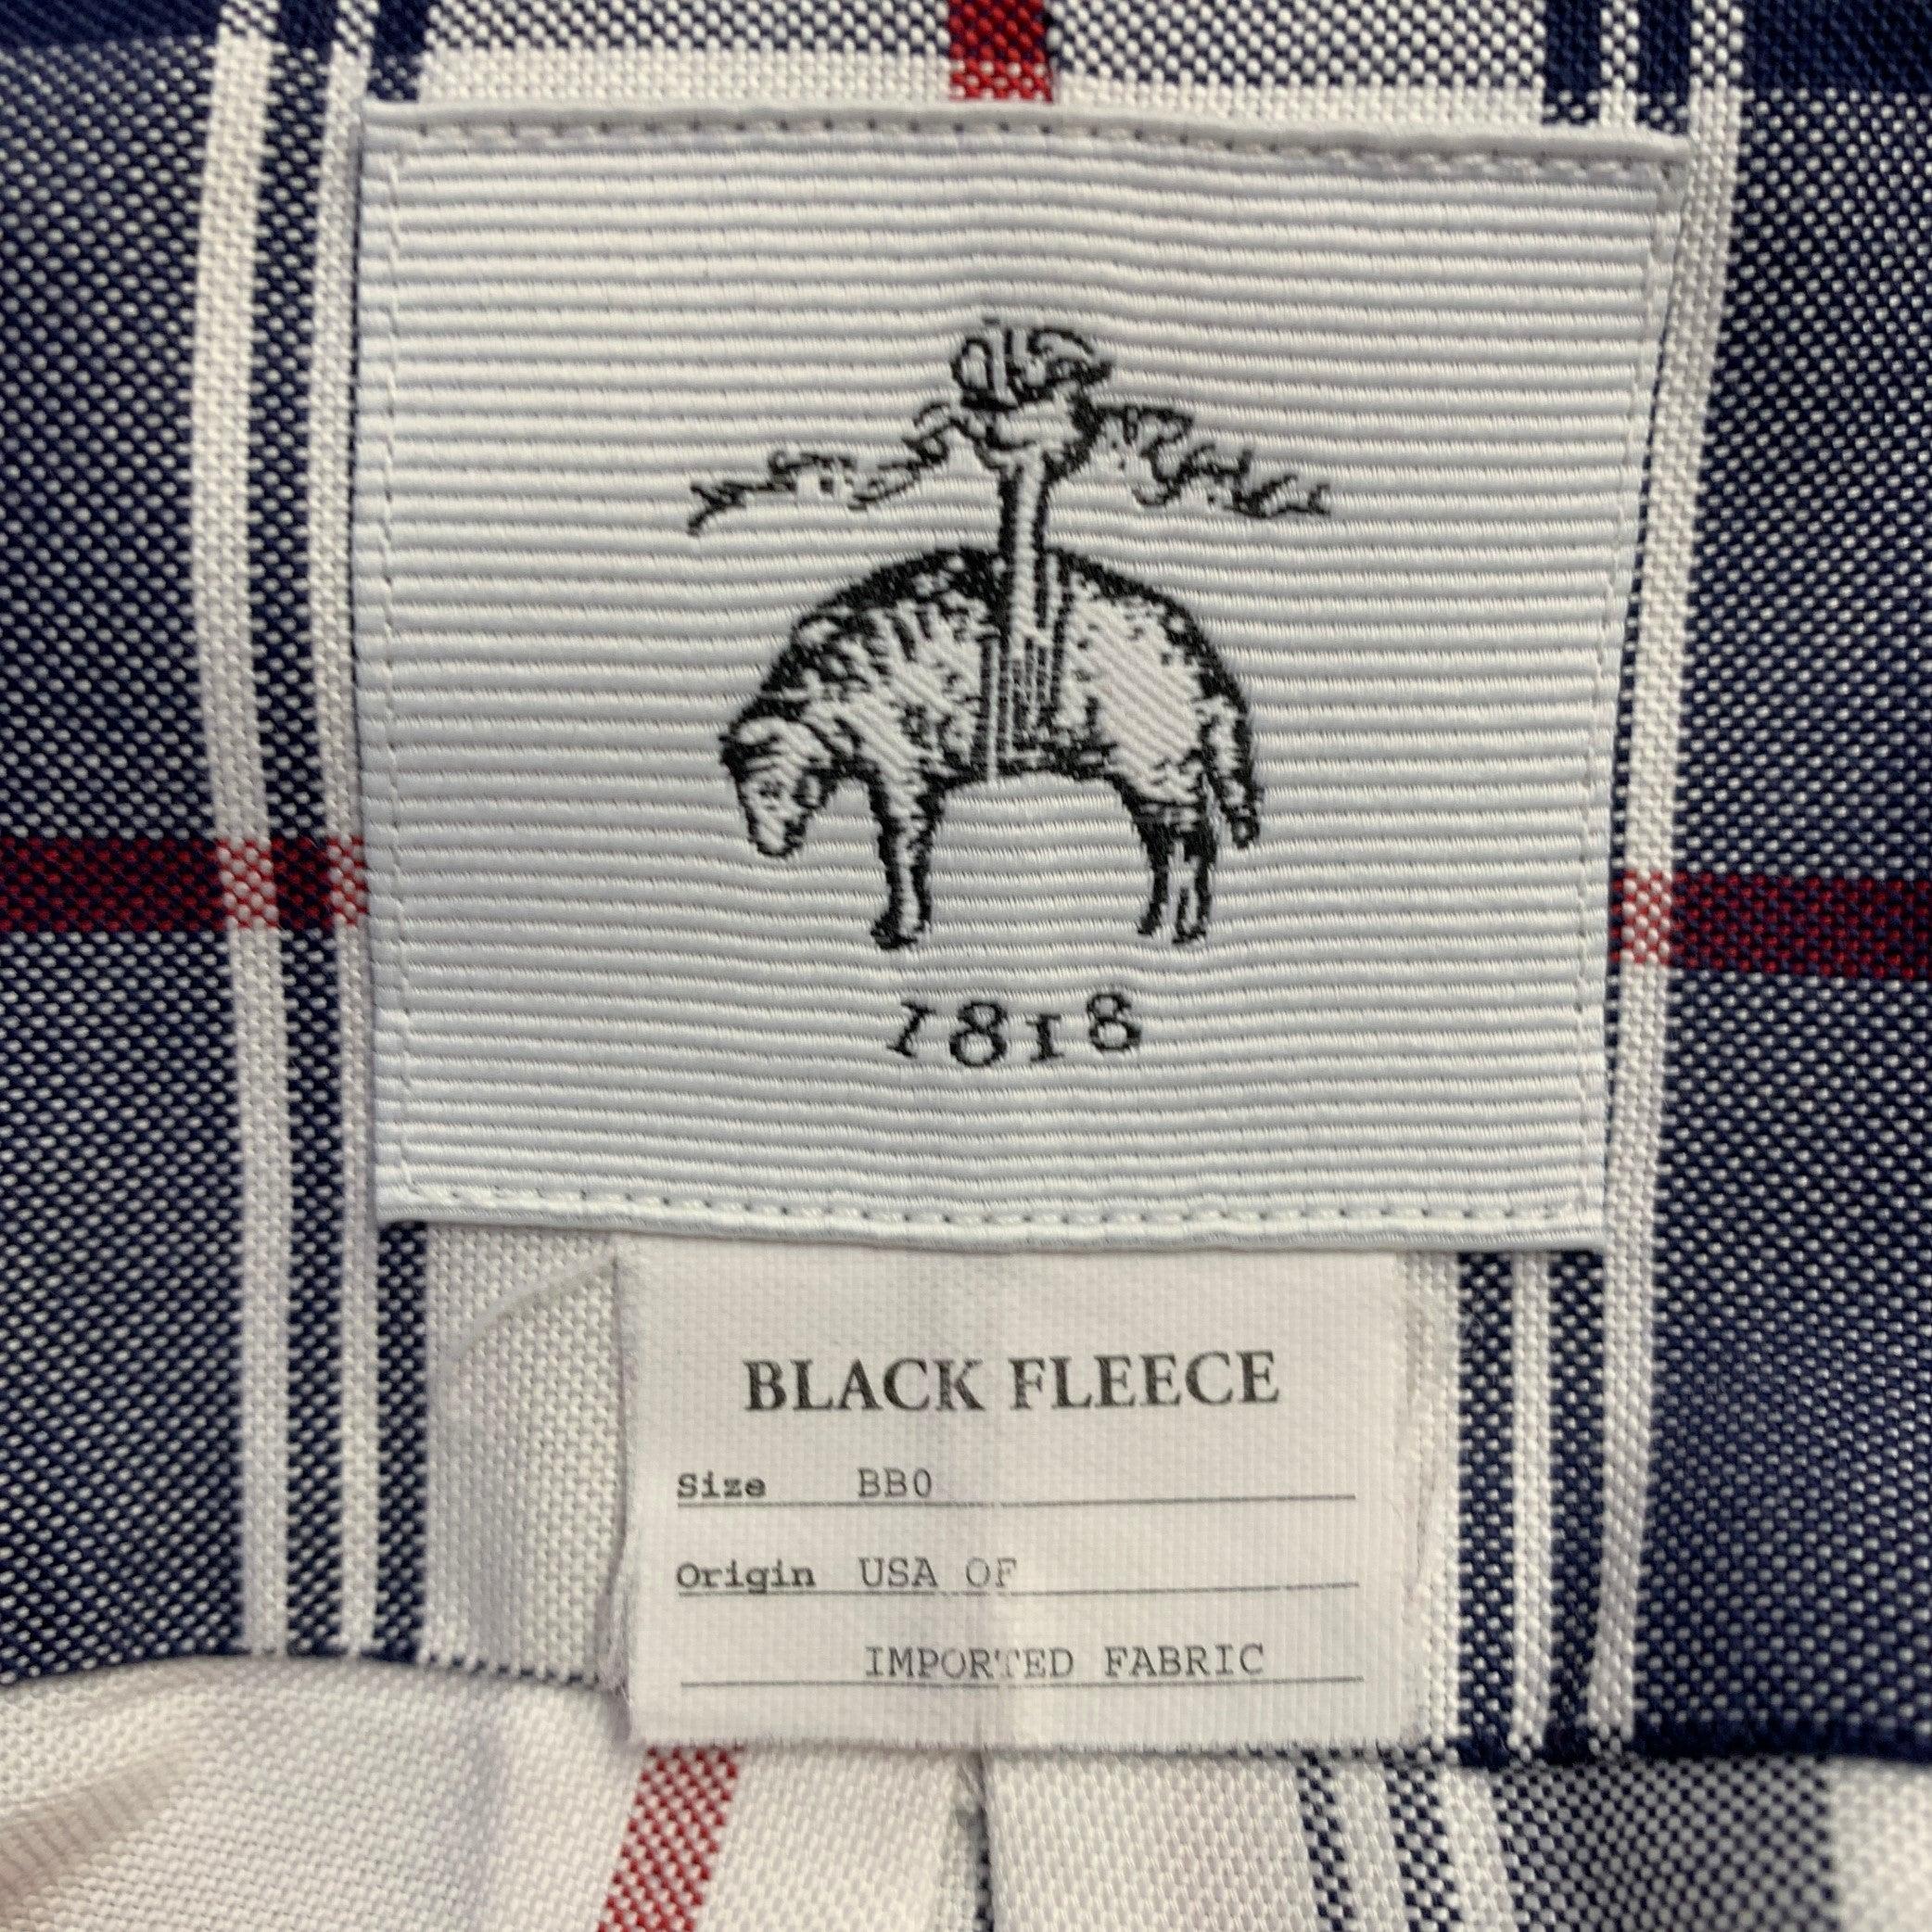 1818
BLACK FLEECE
Size BB0
Origin USA OF
IMPORTED FABRIC